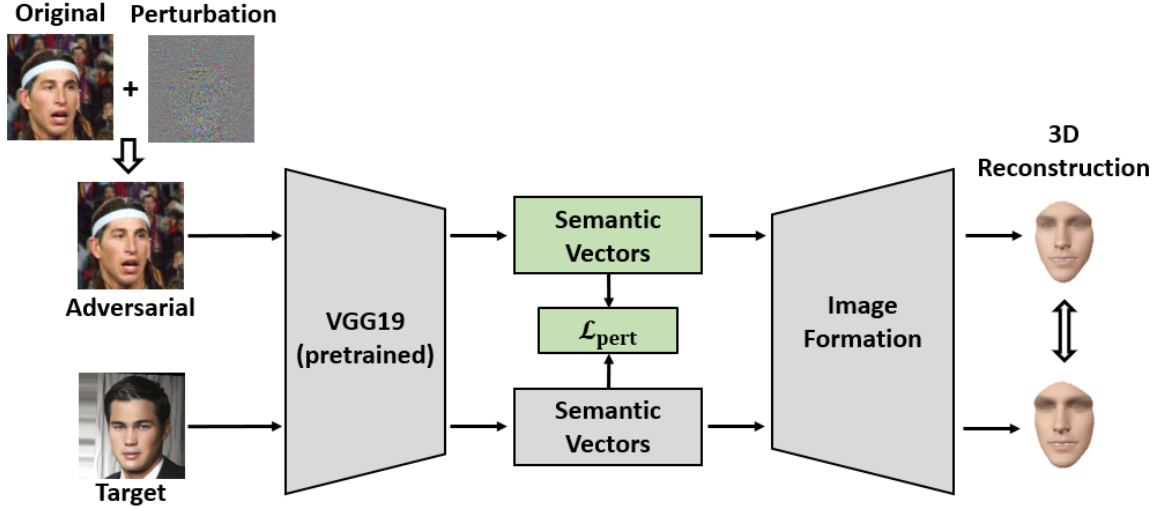 Original
Perturbation
+
Adversarial
Target
VGG19
(pretrained)
Semantic
Vectors
ℒpert
Semantic
Vectors
Image
Formation
3D
Reconstruction